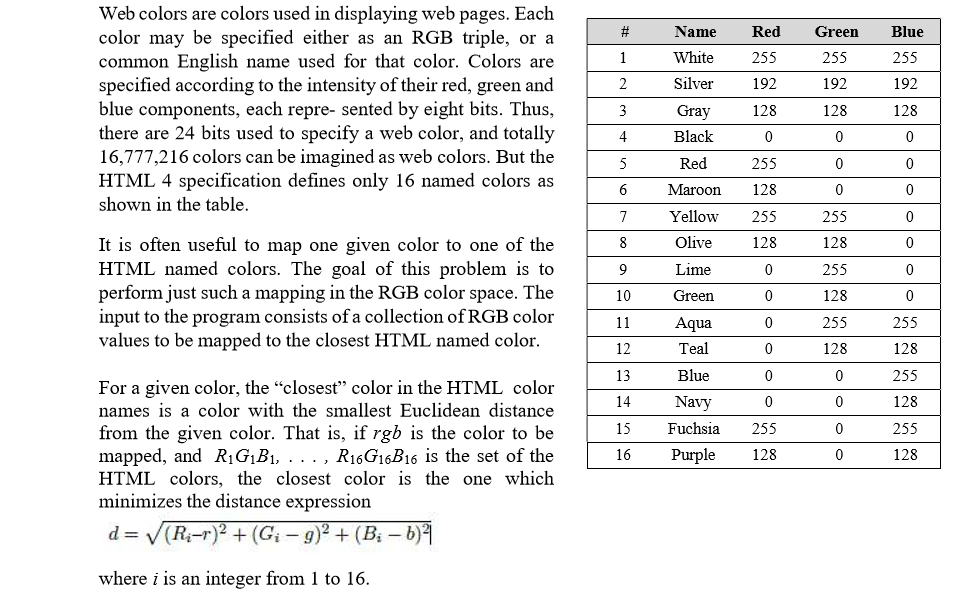 Web colors are colors used in displaying web pages. Each
color may be specified either as an RGB triple, or a
common English name used for that color. Colors are
specified according to the intensity of their red, green and
blue components, each repre- sented by eight bits. Thus,
there are 24 bits used to specify a web color, and totally
16,777,216 colors can be imagined as web colors. But the
HTML 4 specification defines only 16 named colors as
shown in the table.
It is often useful to map one given color to one of the
HTML named colors. The goal of this problem is to
perform just such a mapping in the RGB color space. The
input to the program consists of a collection of RGB color
values to be mapped to the closest HTML named color.
For a given color, the “closest” color in the HTML color
names is a color with the smallest Euclidean distance
from the given color. That is, if rgb is the color to be
mapped, and R₁G₁B₁, . . . , R₁₆G₁₆B₁₆ is the set of the
HTML colors, the closest color is the one which
minimizes the distance expression
d = √(Rᵢ–r)² + (Gᵢ – g)² + (Bᵢ – b)²
where i is an integer from 1 to 16.
# Name Red Green Blue
1 White 255 255 255
2 Silver 192 192 192
3 Gray 128 128 128
4 Black 0 0 0
5 Red 255 0 0
6 Maroon 128 0 0
7 Yellow 255 255 0
8 Olive 128 128 0
9 Lime 0 255 0
10 Green 0 128 0
11 Aqua 0 255 255
12 Teal 0 128 128
13 Blue 0 0 255
14 Navy 0 0 128
15 Fuchsia 255 0 255
16 Purple 128 0 128